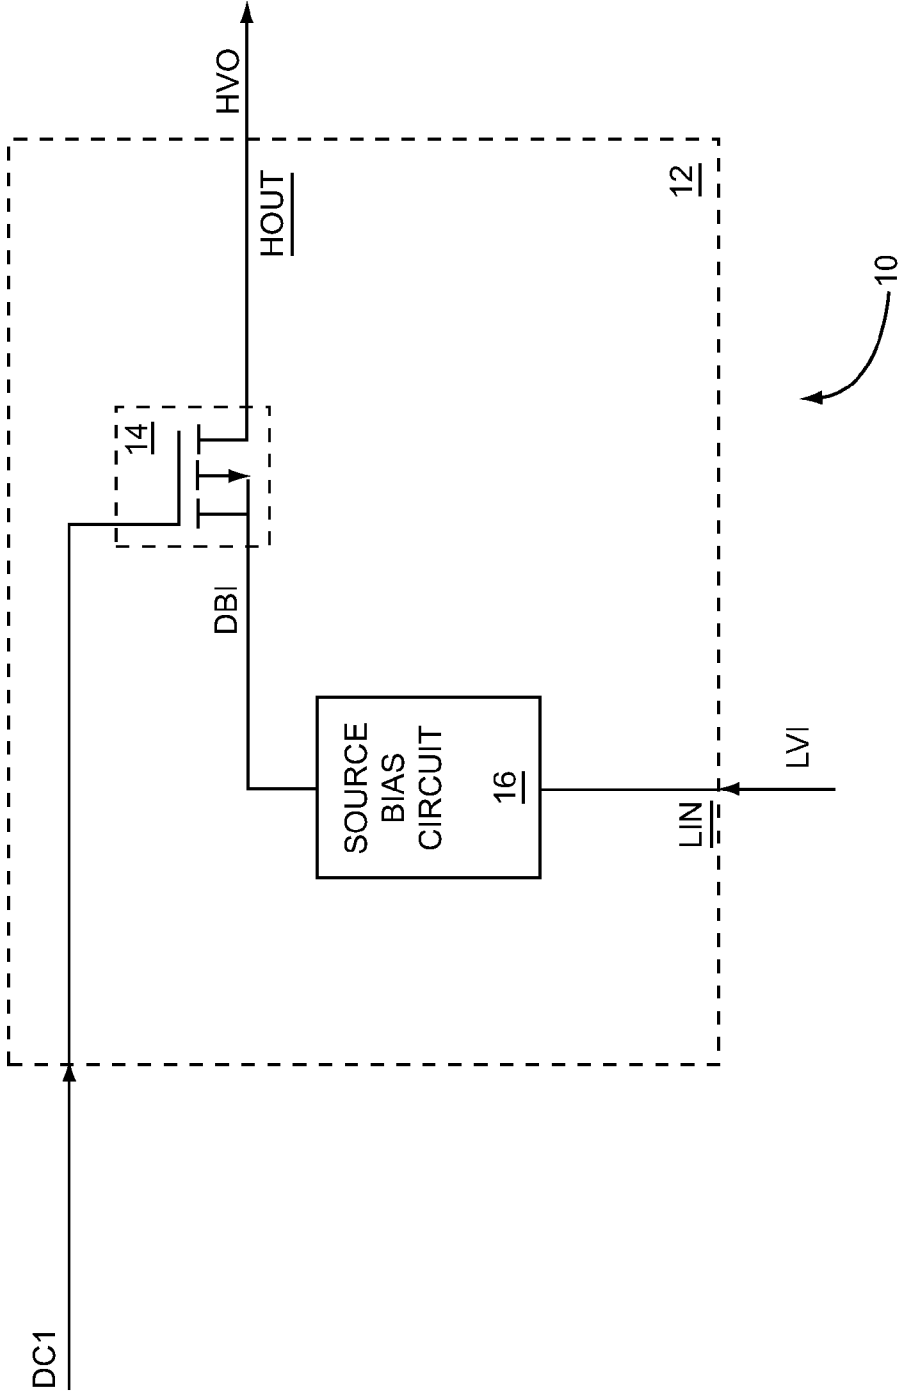 DC1
DBI
14
HOUT
HVO
SOURCE
BIAS
CIRCUIT
16
LIN
LVI
12
10